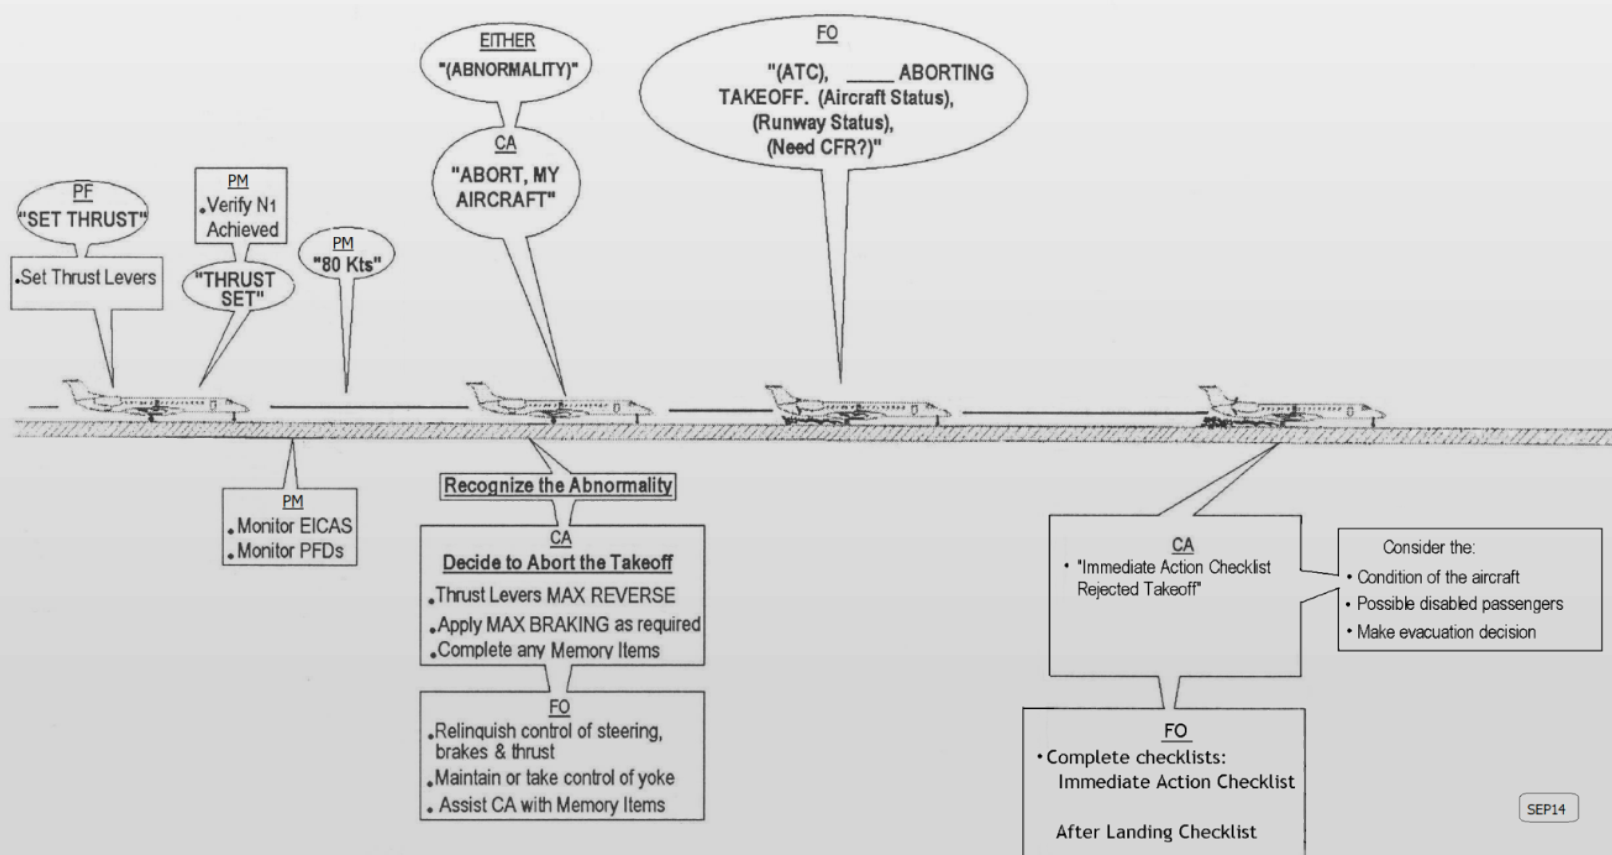 PF
"SET THRUST"
•Set Thrust Levers
PM
•Verify N1
Achieved
"THRUST
SET"
PM
"80 Kts"
EITHER
"(ABNORMALITY)"
CA
"ABORT, MY
AIRCRAFT"
FO
"(ATC), ____ ABORTING
TAKEOFF. (Aircraft Status),
(Runway Status),
(Need CFR?)"
PM
•Monitor EICAS
•Monitor PFDs
Recognize the Abnormality
CA
Decide to Abort the Takeoff
•Thrust Levers MAX REVERSE
•Apply MAX BRAKING as required
•Complete any Memory Items
FO
•Relinquish control of steering,
brakes & thrust
•Maintain or take control of yoke
• Assist CA with Memory Items
CA
• "Immediate Action Checklist
Rejected Takeoff"
Consider the:
• Condition of the aircraft
• Possible disabled passengers
• Make evacuation decision
FO
• Complete checklists:
Immediate Action Checklist
After Landing Checklist
SEP14